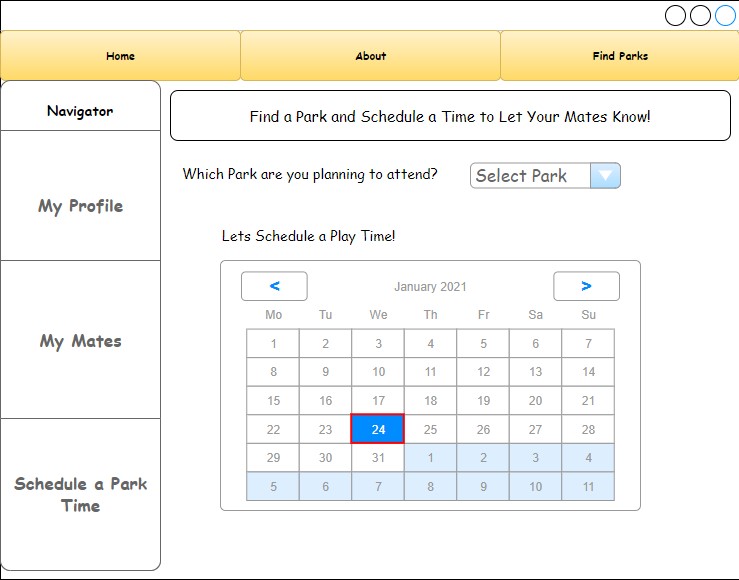 Home About Find Parks
Navigator
My Profile
My Mates
Schedule a Park
Time
Find a Park and Schedule a Time to Let Your Mates Know!
Which Park are you planning to attend? Select Park
Lets Schedule a Play Time!
< January 2021 >
Mo Tu We Th Fr Sa Su
1 2 3 4 5 6 7
8 9 10 11 12 13 14
15 16 17 18 19 20 21
22 23 24 25 26 27 28
29 30 31 1 2 3 4
5 6 7 8 9 10 11